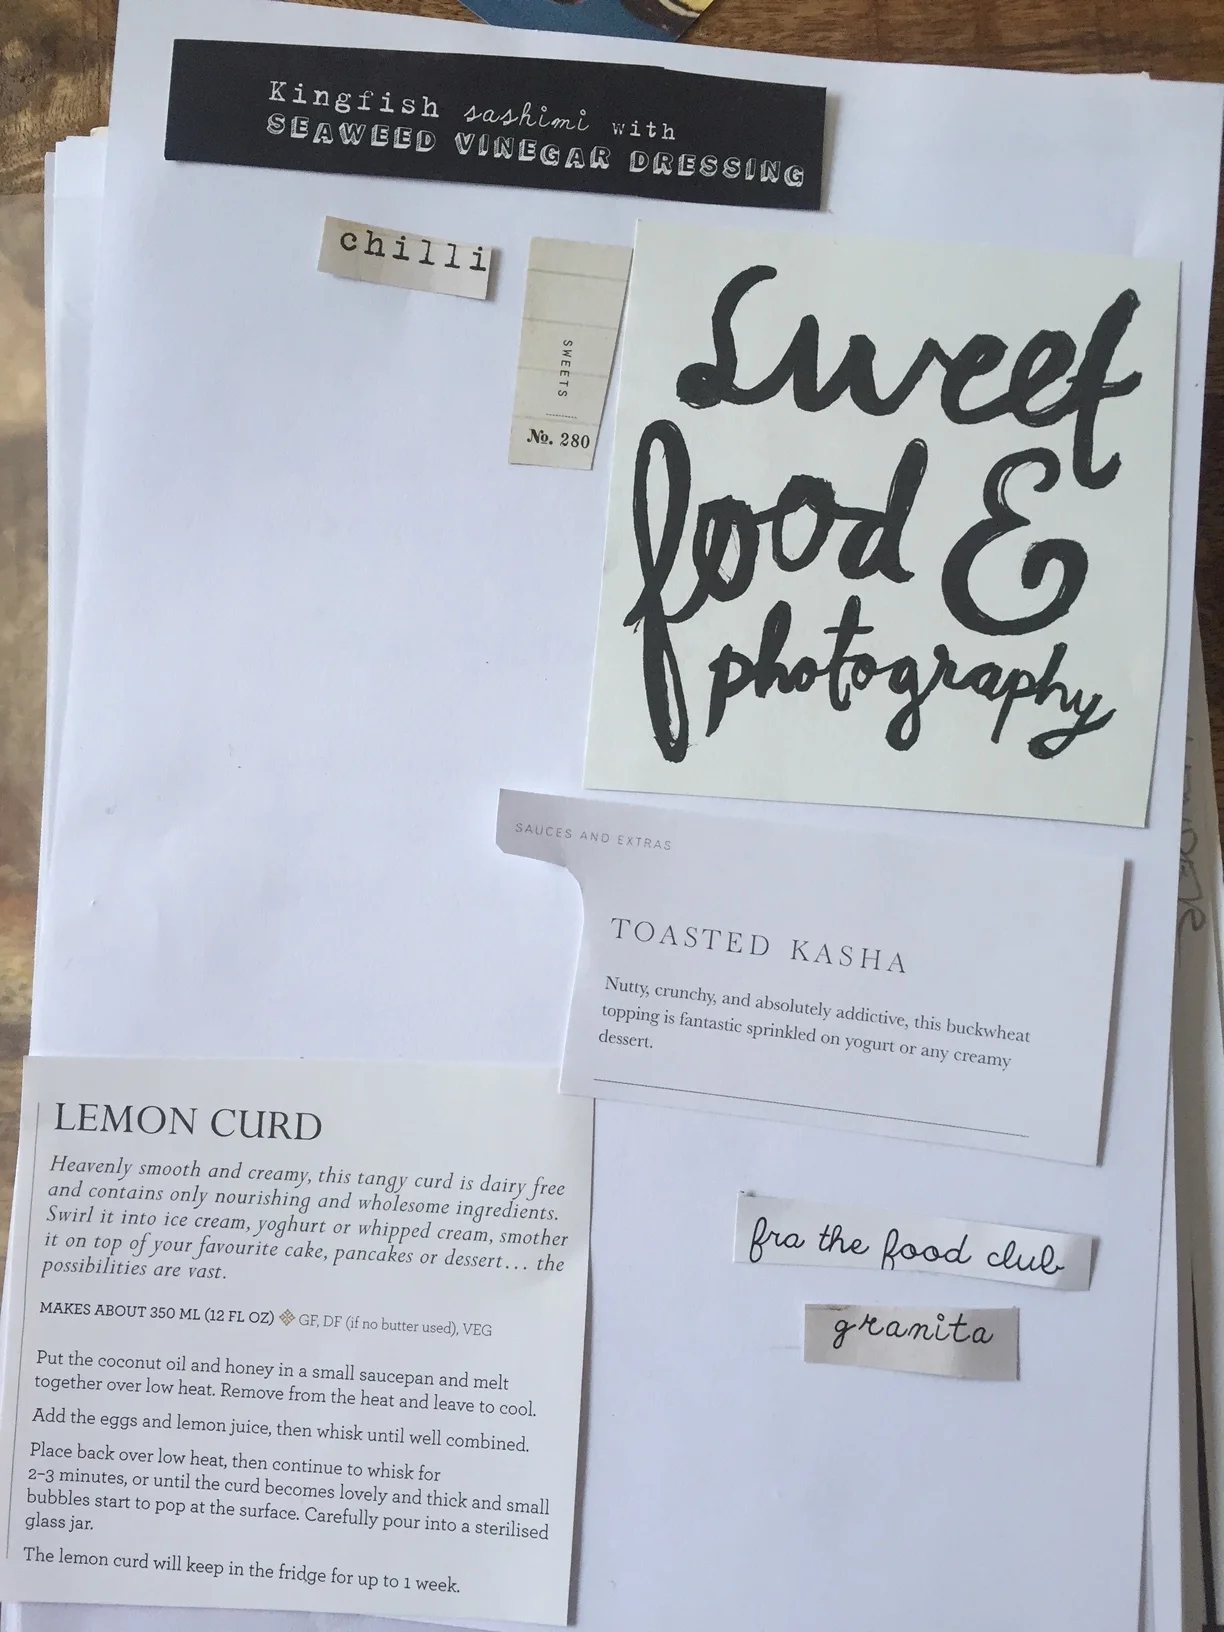 Kingfish sashimi with
SEAWEED VINEGAR DRESSING
chilli
SWEETS
No. 280
sweet
food &
photography
SAUCES AND EXTRAS
TOASTED KASHA
Nutty, crunchy, and absolutely addictive, this buckwheat
topping is fantastic sprinkled on yogurt or any creamy
dessert.
LEMON CURD
Heavenly smooth and creamy, this tangy curd is dairy free
and contains only nourishing and wholesome ingredients.
Swirl it into ice cream, yoghurt or whipped cream, smother
it on top of your favourite cake, pancakes or dessert... the
possibilities are vast.
MAKES ABOUT 350 ML (12 FL OZ) GF, DF (if no butter used), VEG
Put the coconut oil and honey in a small saucepan and melt
together over low heat. Remove from the heat and leave to cool.
Add the eggs and lemon juice, then whisk until well combined.
Place back over low heat, then continue to whisk for
2–3 minutes, or until the curd becomes lovely and thick and small
bubbles start to pop at the surface. Carefully pour into a sterilised
glass jar.
The lemon curd will keep in the fridge for up to 1 week.
fra the food club
granita